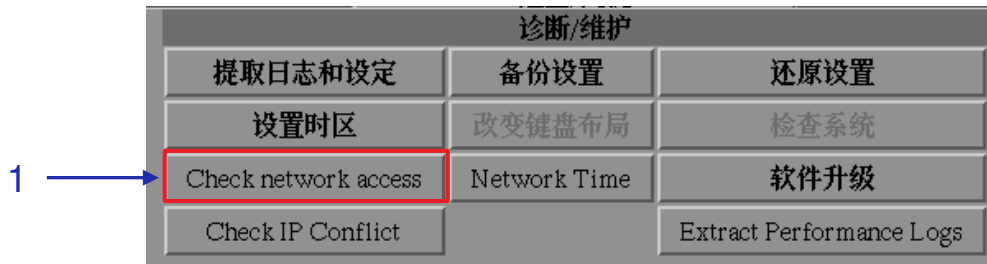 诊断/维护
提取日志和设定 备份设置 还原设置
设置时区 改变键盘布局 检查系统
1 Check network access Network Time 软件升级
Check IP Conflict Extract Performance Logs